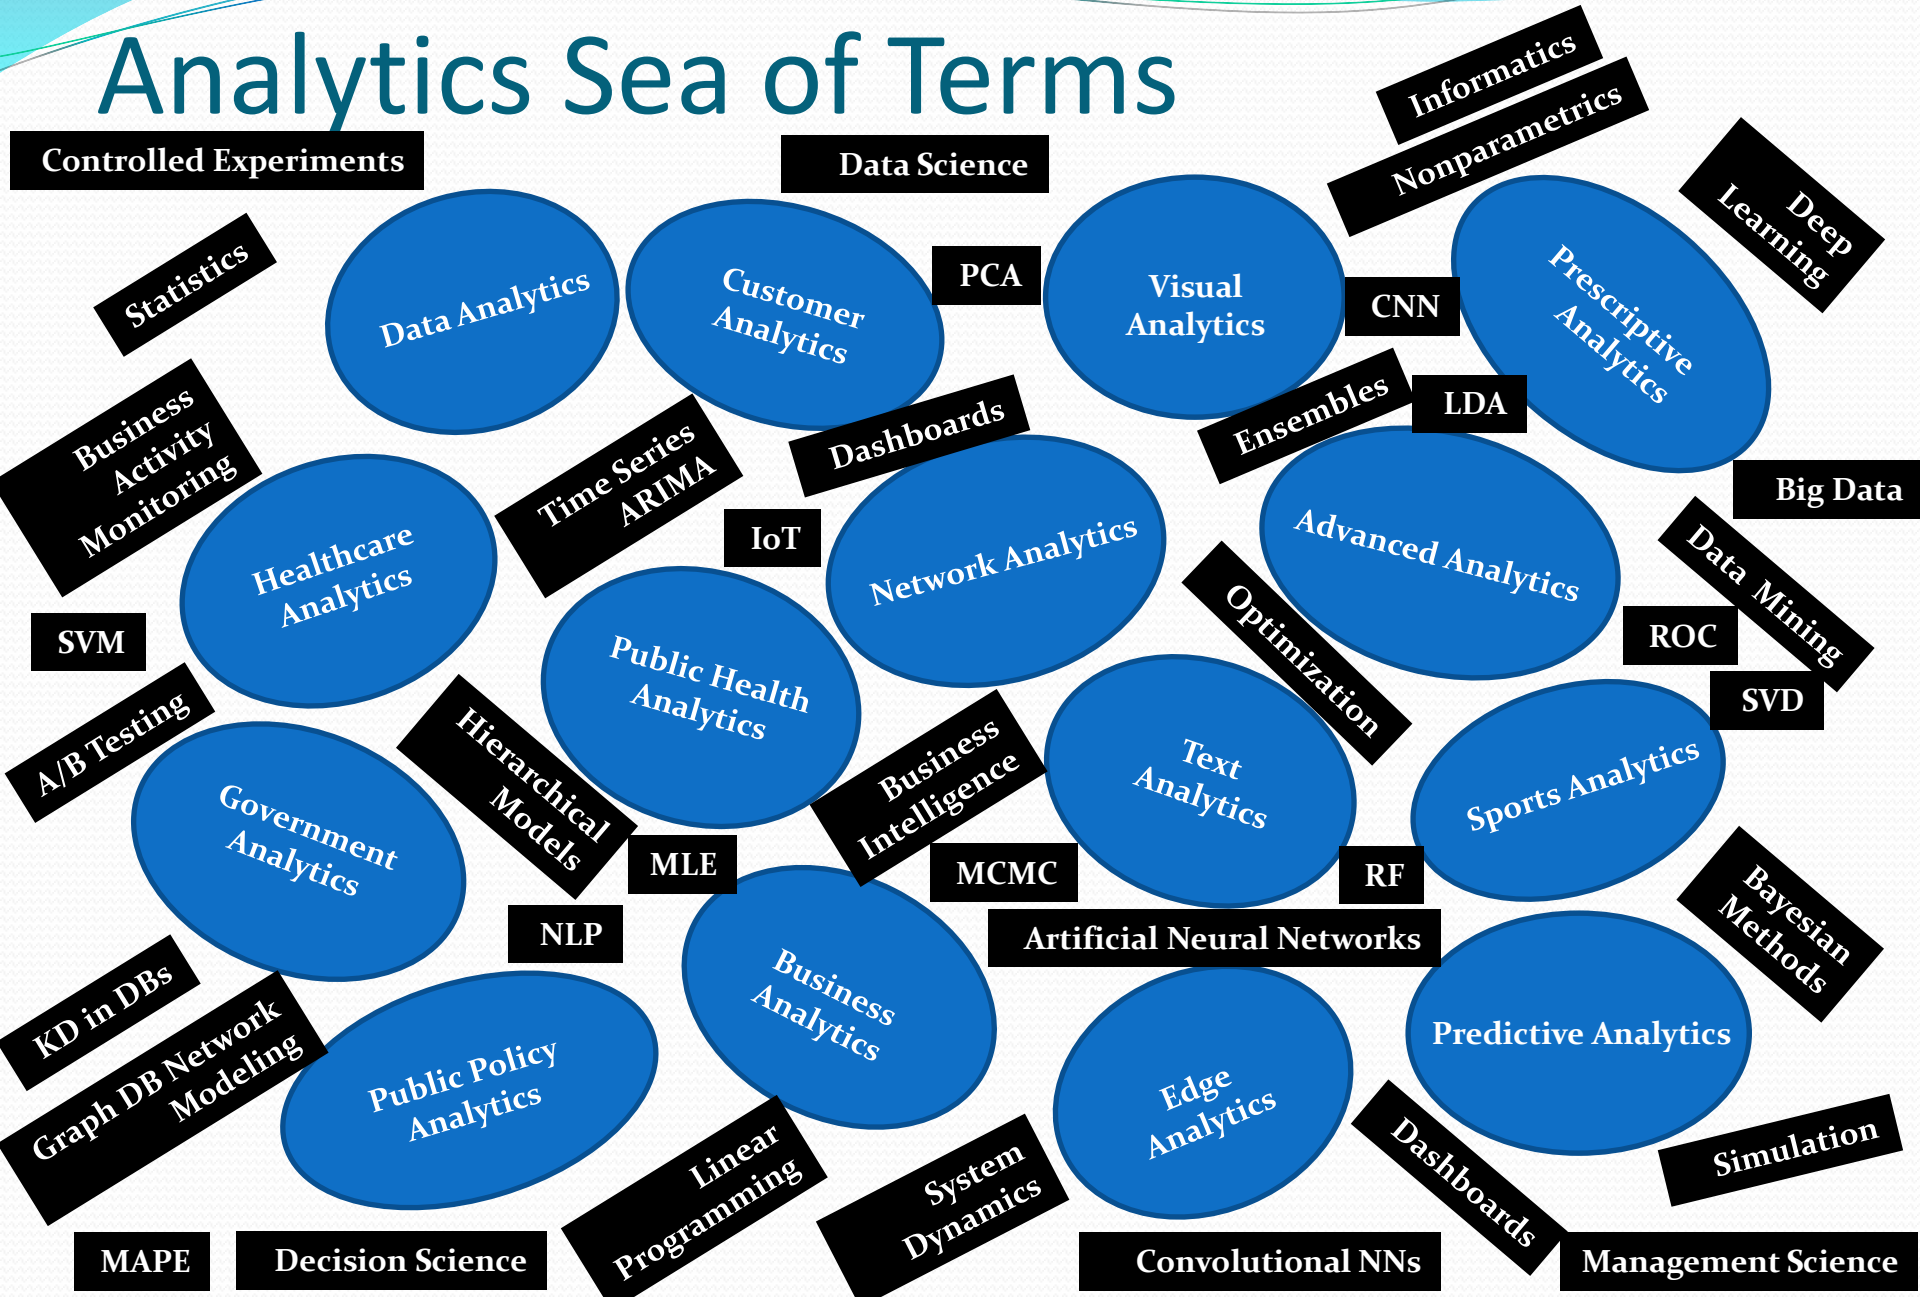 Analytics Sea of Terms
Informatics
Nonparametrics
Controlled Experiments
Data Science
Deep
Learning
Statistics
Data Analytics
Customer
Analytics
PCA
Visual
Analytics
CNN
Prescriptive
Analytics
Business
Activity
Monitoring
Time Series
ARIMA
Dashboards
Ensembles
LDA
Big Data
Healthcare
Analytics
IoT
Network Analytics
Advanced Analytics
Data Mining
SVM
Public Health
Analytics
Optimization
ROC
SVD
A/B Testing
Hierarchical
Models
Business
Intelligence
Text
Analytics
Sports Analytics
Government
Analytics
MLE
MCMC
RF
Bayesian
Methods
NLP
Artificial Neural Networks
KD in DBs
Business
Analytics
Predictive Analytics
Graph DB Network
Modeling
Public Policy
Analytics
Edge
Analytics
Linear
Programming
System
Dynamics
Dashboards
Simulation
MAPE
Decision Science
Convolutional NNs
Management Science